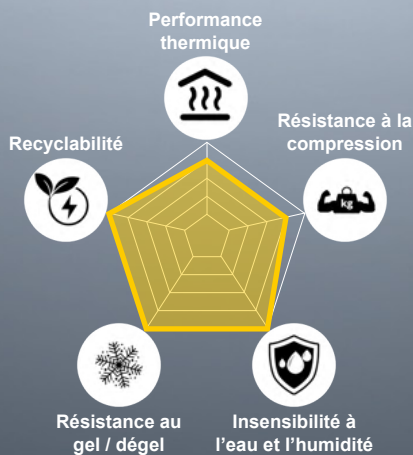 Performance
thermique
Résistance à la
compression
Recyclabilité
kg
Résistance au
gel / dégel
Insensibilité à
l'eau et l'humidité